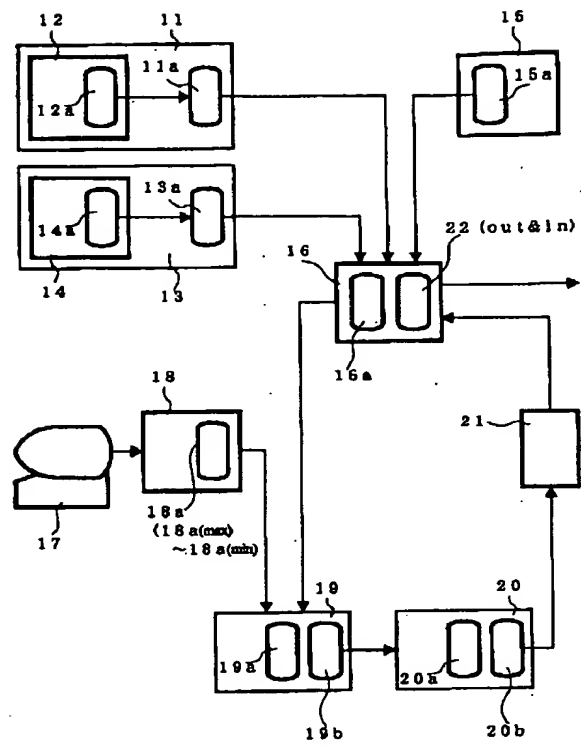 12
11
15
11a
12a
15a
13a
14a
22 (out&in)
16
14
13
16a
18
21
17
18a
(18a(max)
~18a(min)
19
20
19a
20a
19b
20b